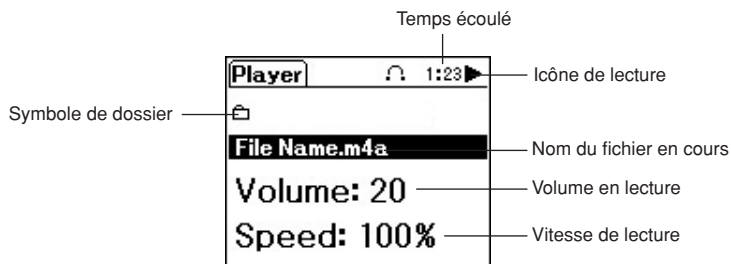 Temps écoulé
Player 1:23
Icône de lecture
Symbole de dossier
File Name.m4a
Nom du fichier en cours
Volume: 20
Volume en lecture
Speed: 100%
Vitesse de lecture